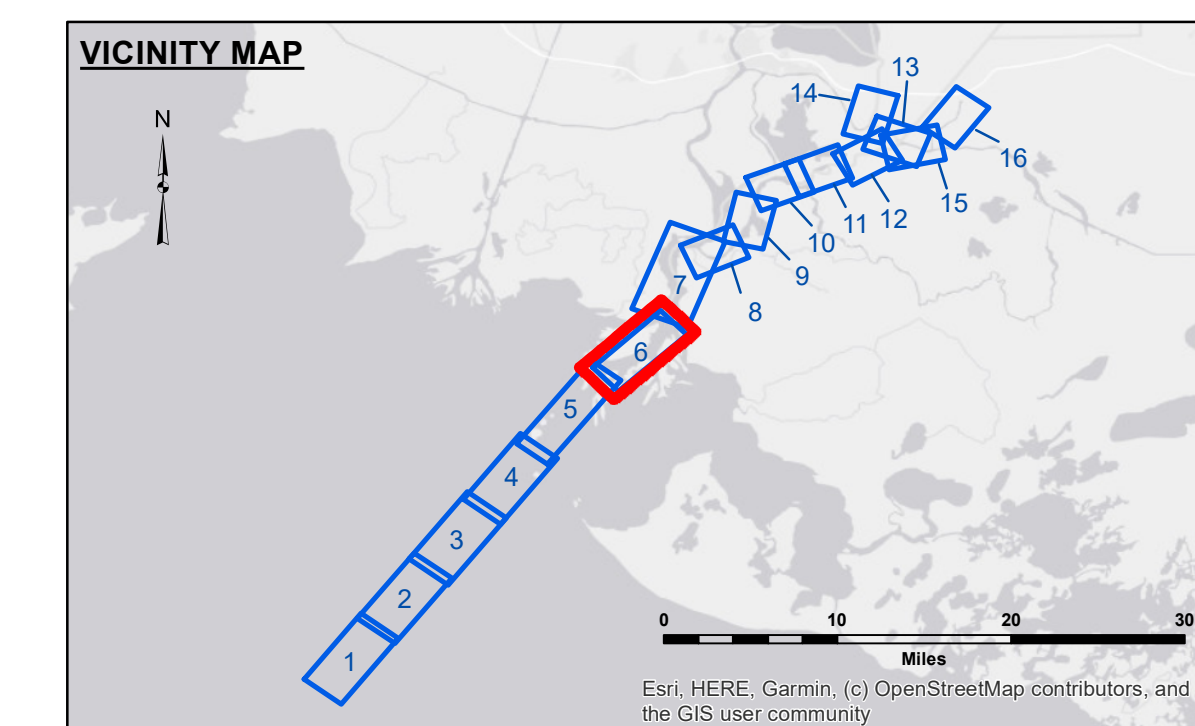 VICINITY MAP
N
13
14
16
15
12
11
10
9
7
8
6
5
4
3
2
1
0 10 20 30
Miles
Esri, HERE, Garmin, (c) OpenStreetMap contributors, and
the GIS user community